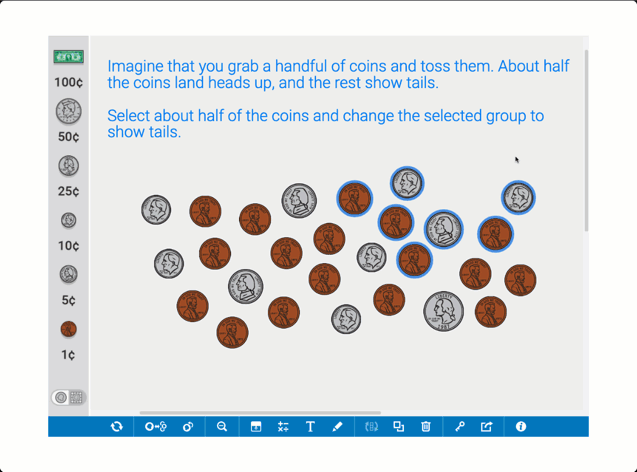 Imagine that you grab a handful of coins and toss them. About half
the coins land heads up, and the rest show tails.
Select about half of the coins and change the selected group to
show tails.
100¢
50¢
25¢
10¢
5¢
1¢